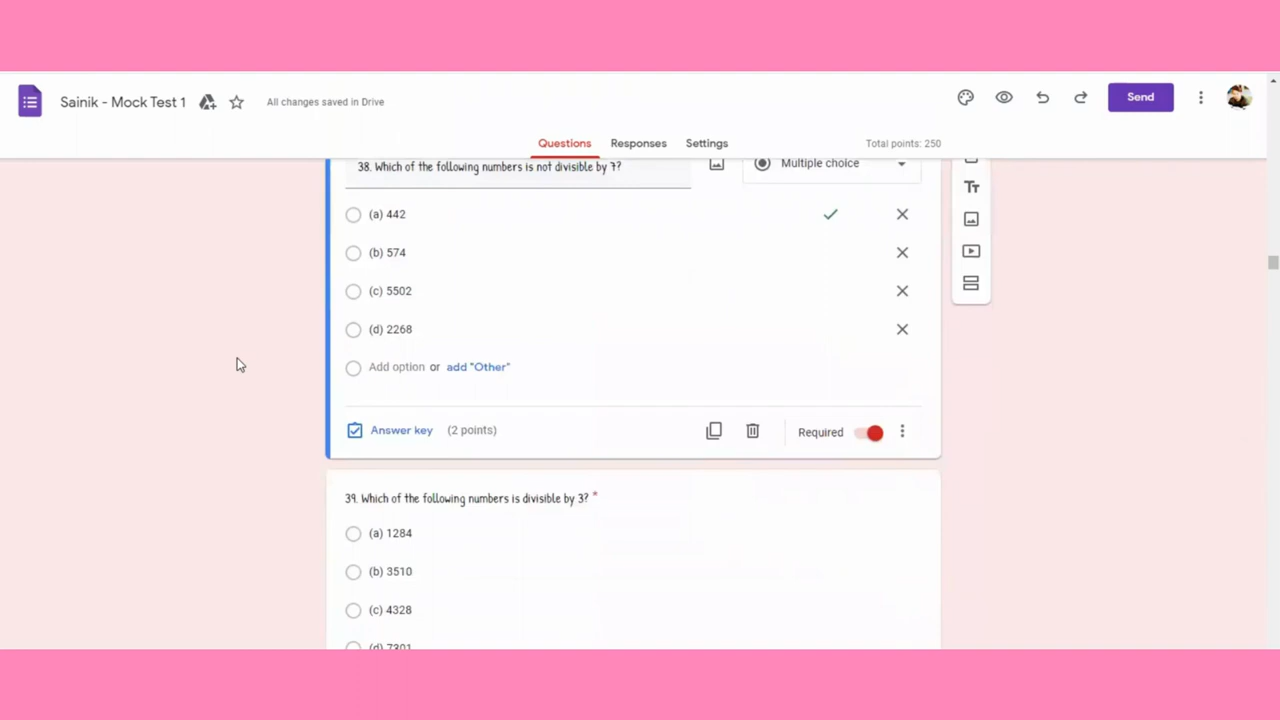 Sainik - Mock Test 1
All changes saved in Drive
Send
Questions
Responses
Settings
Total points: 250
38. Which of the following numbers is not divisible by 7?
Multiple choice
(a) 442
(b) 574
(c) 5502
(d) 2268
Add option or add "Other"
Answer key (2 points)
Required
39. Which of the following numbers is divisible by 3? *
(a) 1284
(b) 3510
(c) 4328
(d) 7301